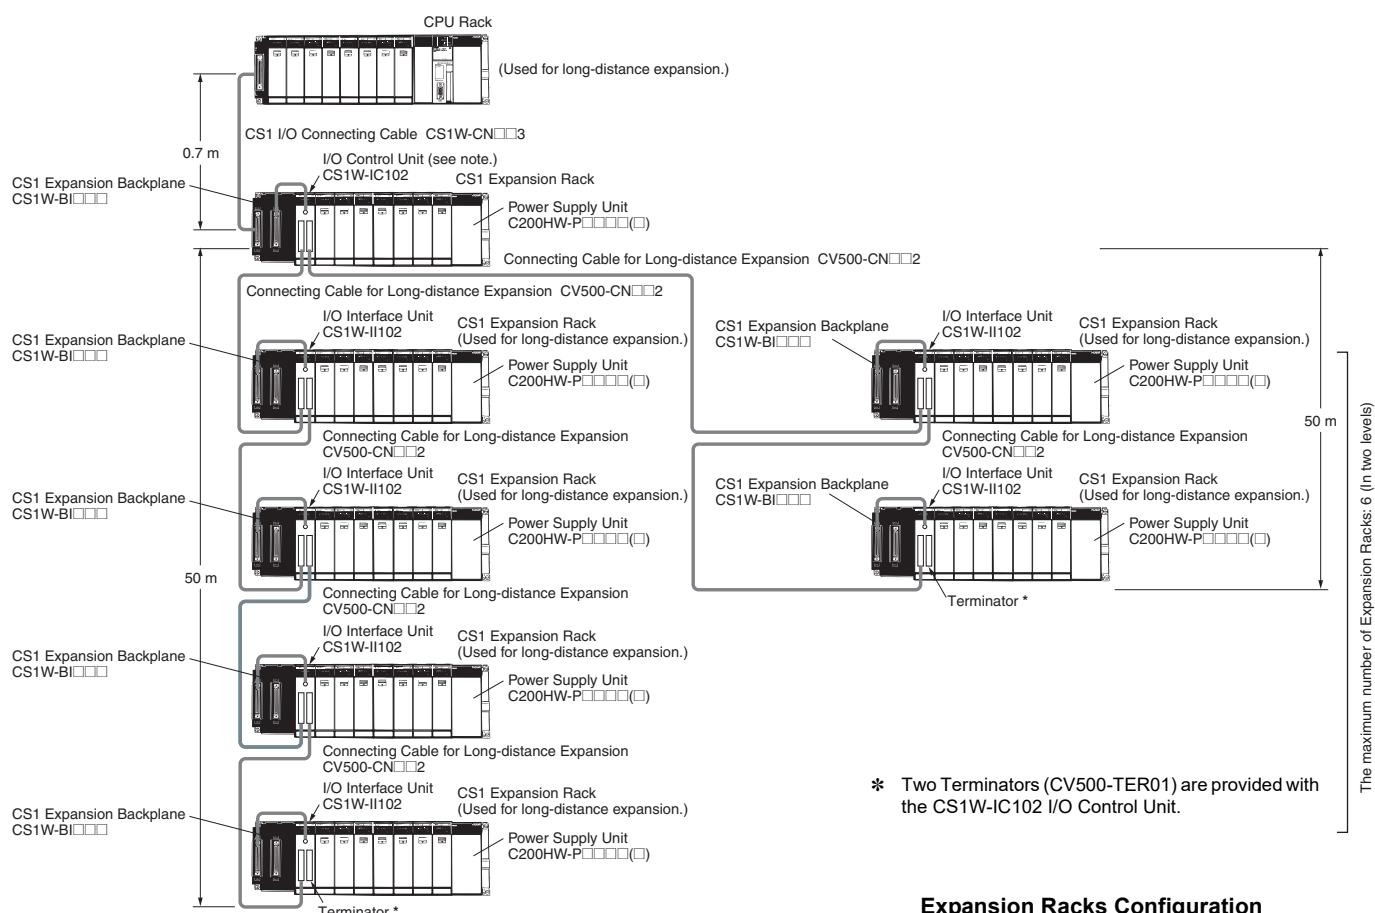 CPU Rack
(Used for long-distance expansion.)
CS1 I/O Connecting Cable CS1W-CN□□3
0.7 m
I/O Control Unit (see note.)
CS1W-IC102
CS1 Expansion Rack
CS1 Expansion Backplane
CS1W-BI□□□
Power Supply Unit
C200HW-P□□□□(□)
Connecting Cable for Long-distance Expansion CV500-CN□□2
Connecting Cable for Long-distance Expansion CV500-CN□□2
I/O Interface Unit
CS1W-II102
CS1 Expansion Rack
(Used for long-distance expansion.)
CS1 Expansion Backplane
CS1W-BI□□□
Power Supply Unit
C200HW-P□□□□(□)
Connecting Cable for Long-distance Expansion
CV500-CN□□2
I/O Interface Unit
CS1W-II102
CS1 Expansion Rack
(Used for long-distance expansion.)
CS1 Expansion Backplane
CS1W-BI□□□
Power Supply Unit
C200HW-P□□□□(□)
50 m
Connecting Cable for Long-distance Expansion
CV500-CN□□2
I/O Interface Unit
CS1W-II102
CS1 Expansion Rack
(Used for long-distance expansion.)
CS1 Expansion Backplane
CS1W-BI□□□
Power Supply Unit
C200HW-P□□□□(□)
Connecting Cable for Long-distance Expansion
CV500-CN□□2
I/O Interface Unit
CS1W-II102
CS1 Expansion Rack
(Used for long-distance expansion.)
CS1 Expansion Backplane
CS1W-BI□□□
Power Supply Unit
C200HW-P□□□□(□)
Terminator *
I/O Interface Unit
CS1W-II102
CS1 Expansion Rack
(Used for long-distance expansion.)
CS1 Expansion Backplane
CS1W-BI□□□
Power Supply Unit
C200HW-P□□□□(□)
50 m
Connecting Cable for Long-distance Expansion
CV500-CN□□2
I/O Interface Unit
CS1W-II102
CS1 Expansion Rack
(Used for long-distance expansion.)
CS1 Expansion Backplane
CS1W-BI□□□
Power Supply Unit
C200HW-P□□□□(□)
Terminator *
The maximum number of Expansion Racks: 6 (In two levels)
* Two Terminators (CV500-TER01) are provided with
the CS1W-IC102 I/O Control Unit.
Expansion Racks Configuration